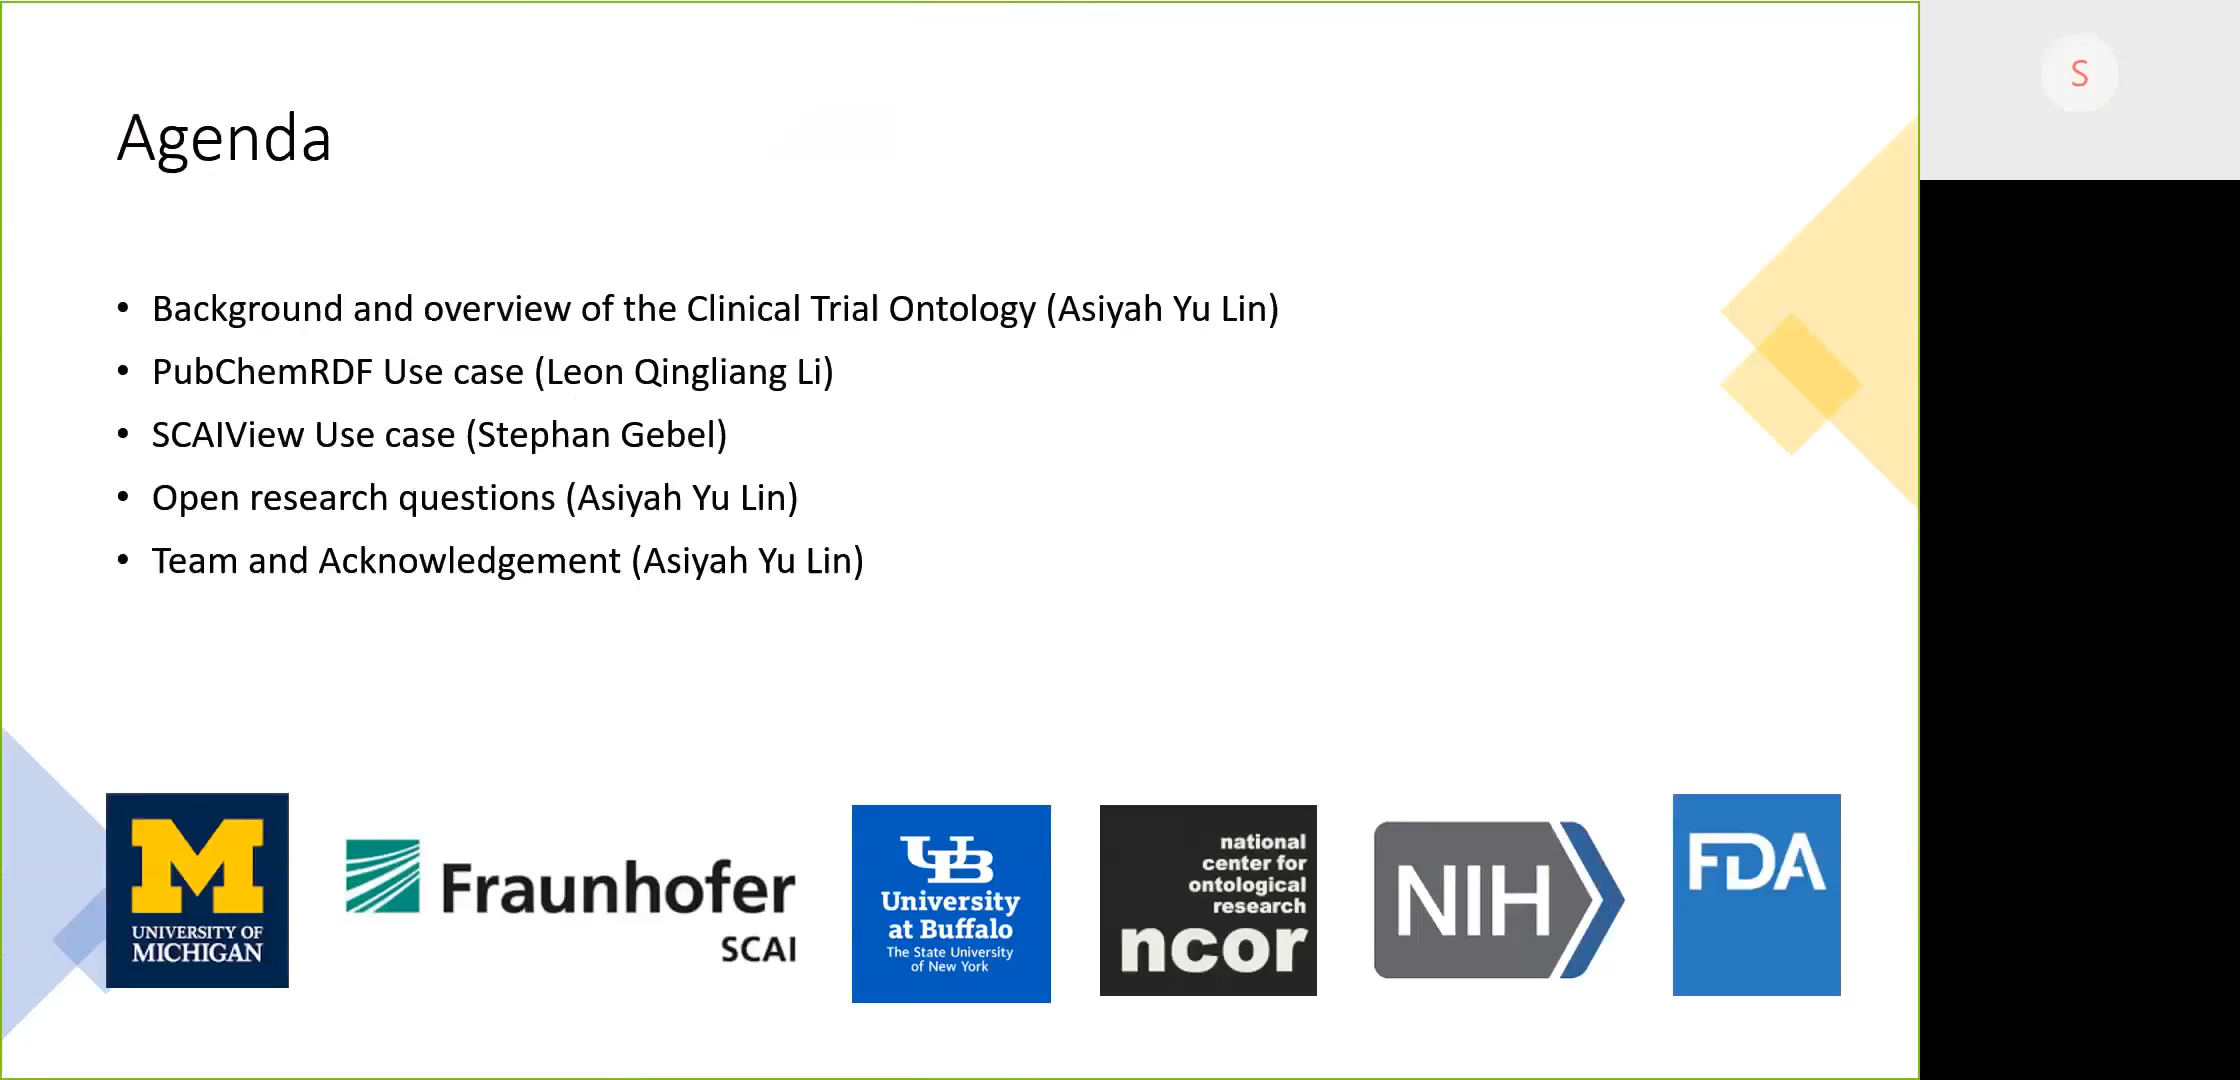 Agenda
• Background and overview of the Clinical Trial Ontology (Asiyah Yu Lin)
• PubChemRDF Use case (Leon Qingliang Li)
• SCAIView Use case (Stephan Gebel)
• Open research questions (Asiyah Yu Lin)
• Team and Acknowledgement (Asiyah Yu Lin)
M
UNIVERSITY OF
MICHIGAN
Fraunhofer
SCAI
UB
University
at Buffalo
The State University
of New York
national
center for
ontological
research
ncor
NIH
FDA
S